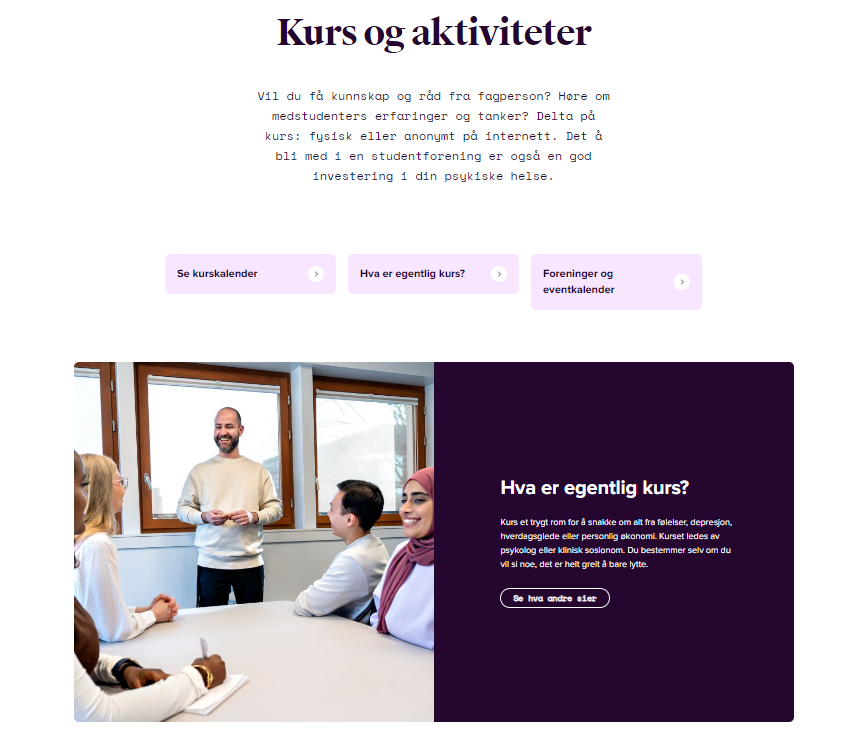 Kurs og aktiviteter
Vil du få kunnskap og råd fra fagperson? Høre om
medstudenters erfaringer og tanker? Delta på
kurs: fysisk eller anonymt på internett. Det å
bli med i en studentforening er også en god
investering i din psykiske helse.
Se kurskalender
Hva er egentlig kurs?
Foreninger og
eventkalender
Hva er egentlig kurs?
Kurs et trygt rom for å snakke om alt fra følelser, depresjon,
hverdagsglede eller personlig økonomi. Kurset ledes av
psykolog eller klinisk sosionom. Du bestemmer selv om du
vil si noe, det er helt greit å bare lytte.
Se hva andre sier